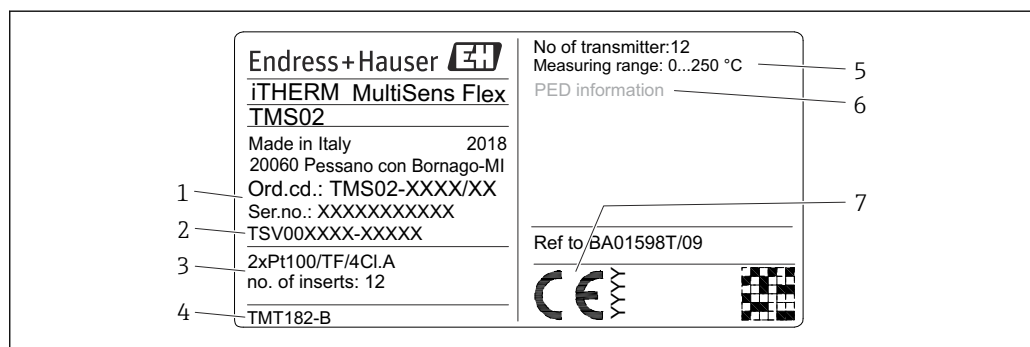 Endress+Hauser EH
iTHERM MultiSens Flex
TMS02
Made in Italy 2018
20060 Pessano con Bornago-MI
Ord.cd.: TMS02-XXXX/XX
Ser.no.: XXXXXXXXXXX
TSV00XXXX-XXXXX
2xPt100/TF/4Cl.A
no. of inserts: 12
TMT182-B
No of transmitter:12
Measuring range: 0...250 °C
PED information
Ref to BA01598T/09
CE YYYY
1
2
3
4
5
6
7